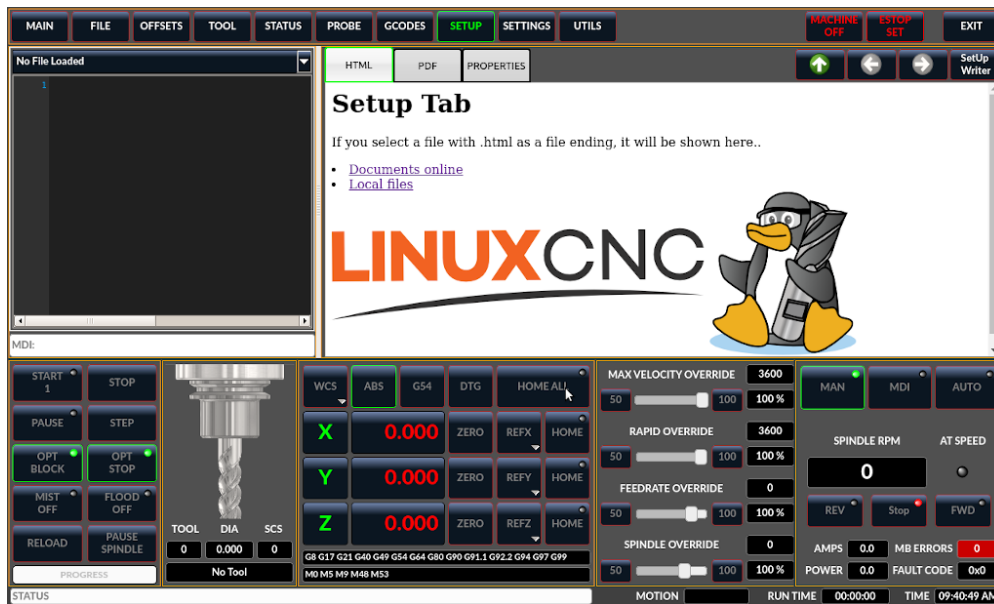 MAIN FILE OFFSETS TOOL STATUS PROBE GCODES SETUP SETTINGS UTILS MACHINE OFF ESTOP SET EXIT
No File Loaded
1
MDI:
HTML PDF PROPERTIES SetUp Writer
Setup Tab
If you select a file with .html as a file ending, it will be shown here..
• Documents online
• Local files
LINUXCNC
START 1 STOP
PAUSE STEP
OPT BLOCK OPT STOP
MIST OFF FLOOD OFF
RELOAD PAUSE SPINDLE
PROGRESS
TOOL DIA SCS
0 0.000 0
No Tool
WCS ABS G54 DTG HOME ALL
X 0.000 ZERO REFX HOME
Y 0.000 ZERO REFY HOME
Z 0.000 ZERO REFZ HOME
G8 G17 G21 G40 G49 G54 G64 G80 G90 G91.1 G92.2 G94 G97 G99
M0 M5 M9 M48 M53
MAX VELOCITY OVERRIDE 3600
50 100 100 %
RAPID OVERRIDE 3600
50 100 100 %
FEEDRATE OVERRIDE 0
50 100 100 %
SPINDLE OVERRIDE 0
50 100 100 %
MAN MDI AUTO
SPINDLE RPM AT SPEED
0
REV Stop FWD
AMPS 0.0 MB ERRORS 0
POWER 0.0 FAULT CODE 0x0
STATUS MOTION RUN TIME 00:00:00 TIME 09:40:49 AM